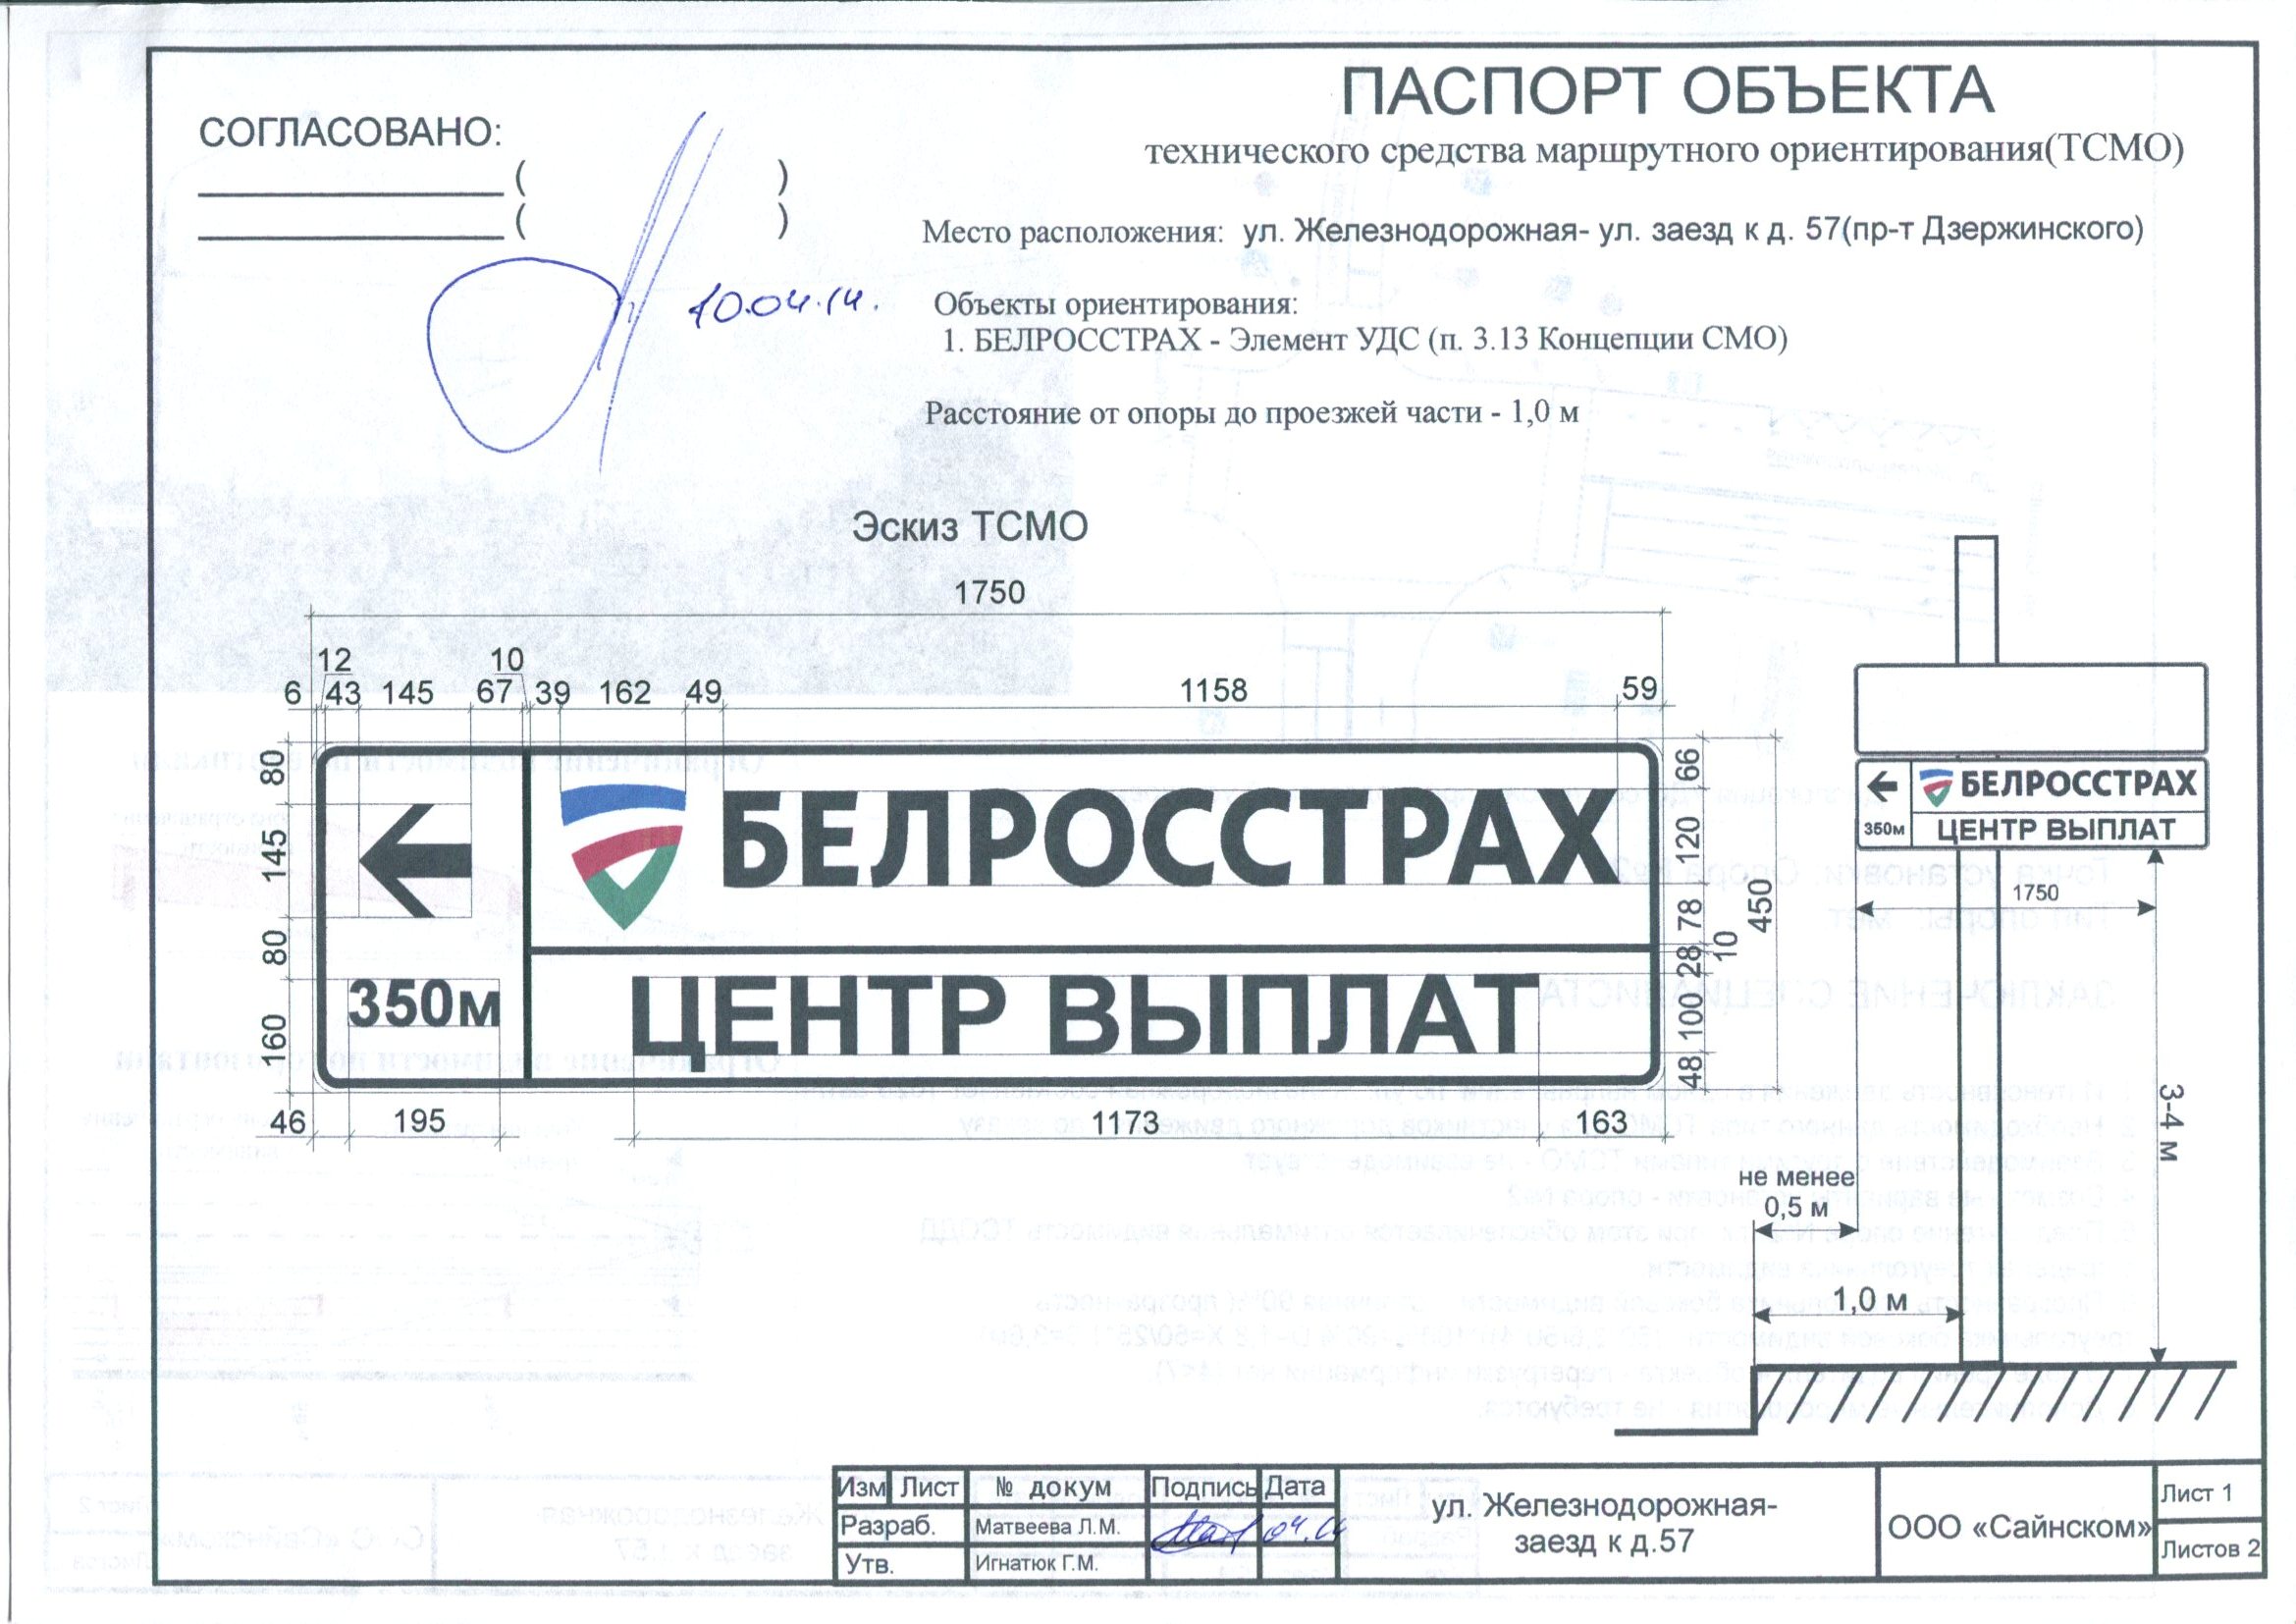 ПАСПОРТ ОБЪЕКТА
технического средства маршрутного ориентирования(ТСМО)
СОГЛАСОВАНО:
( )
( )
10.04.14.
Место расположения: ул. Железнодорожная- ул. заезд к д. 57(пр-т Дзержинского)
Объекты ориентирования:
1. БЕЛРОССТРАХ - Элемент УДС (п. 3.13 Концепции СМО)
Расстояние от опоры до проезжей части - 1,0 м
Эскиз ТСМО
1750
12 10
6 43 145 67 39 162 49 1158 59
80 145 80 160
66 120 78 28 10 100 48
450
БЕЛРОССТРАХ
350м
ЦЕНТР ВЫПЛАТ
46 195 1173 163
БЕЛРОССТРАХ
350м ЦЕНТР ВЫПЛАТ
1750
3-4 м
не менее
0,5 м
1,0 м
Изм Лист № докум Подпись Дата
Разраб. Матвеева Л.М.
Утв. Игнатюк Г.М.
ул. Железнодорожная-
заезд к д.57
ООО «Сайнском»
Лист 1
Листов 2